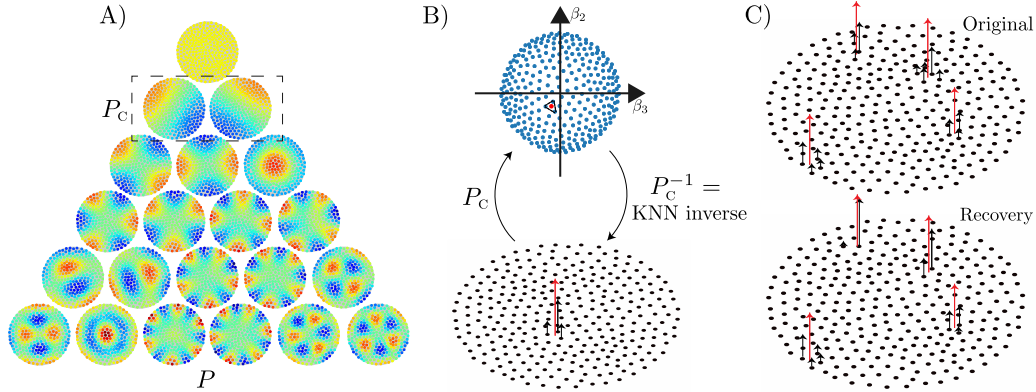 A)
P_C
P
B)
β₂
β₃
P_C
P_C⁻¹ =
KNN inverse
C)
Original
Recovery